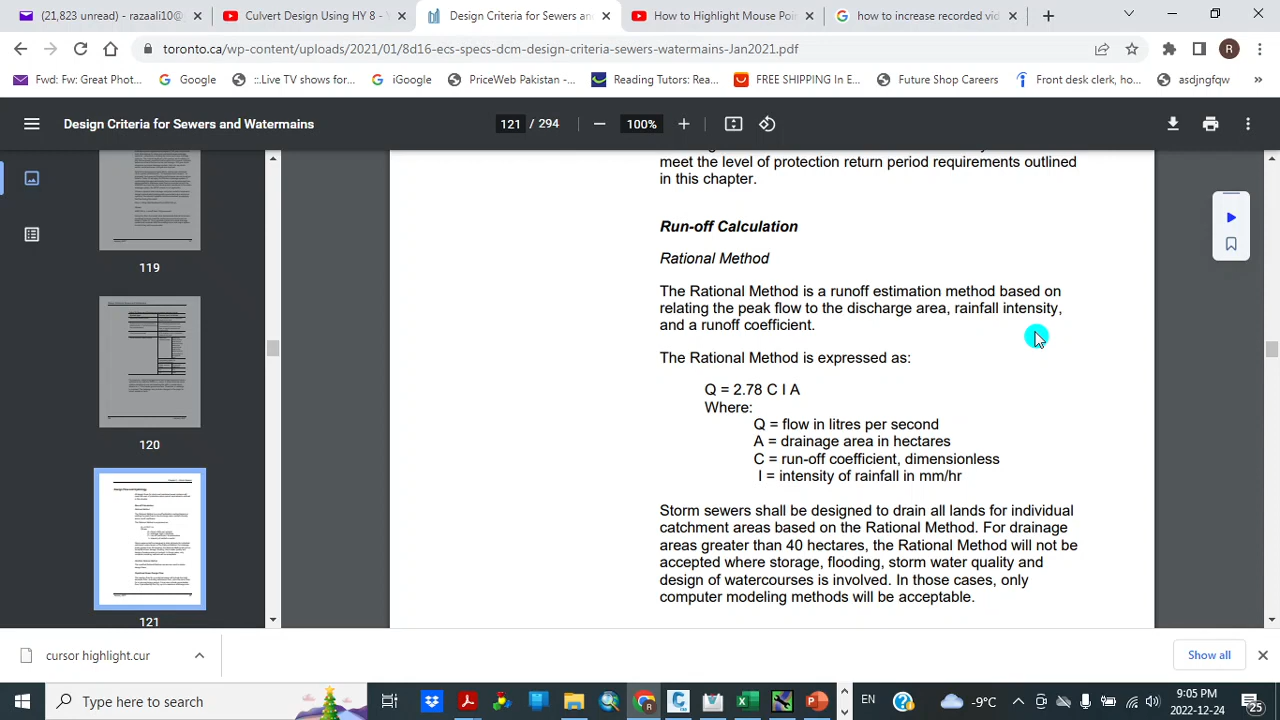 (21,823 unread) - razaali10@
Culvert Design Using HY 8 - Y
Design Criteria for Sewers and W
How to Highlight Mouse Poi
how to increase recorded vid
toronto.ca/wp-content/uploads/2021/01/8d16-ecs-specs-dcm-design-criteria-sewers-watermains-Jan2021.pdf
R
Fwd: Fw: Great Phot...
Google
::.Live TV shows for...
iGoogle
PriceWeb Pakistan -...
Reading Tutors: Rea...
FREE SHIPPING In E...
Future Shop Careers
Front desk clerk, ho...
asdjngfqw
»
Design Criteria for Sewers and Watermains
121 / 294
100%
119
120
121
meet the level of protection return period requirements outlined
in this chapter.
Run-off Calculation
Rational Method
The Rational Method is a runoff estimation method based on
relating the peak flow to the discharge area, rainfall intensity,
and a runoff coefficient.
The Rational Method is expressed as:
Q = 2.78 C I A
Where:
Q = flow in litres per second
A = drainage area in hectares
C = run-off coefficient, dimensionless
I = intensity of rainfall in mm/hr
Storm sewers shall be designed to drain all lands for individual
catchment areas based on the Rational Method. For drainage
areas greater than 40 hectares, the Rational Method will not be
accepted where storage, flooding, storm water quality and
design of watercourses is involved. In those cases, only
computer modeling methods will be acceptable.
cursor highlight.cur
Show all
Type here to search
EN
-9°C
9:05 PM
2022-12-24
25